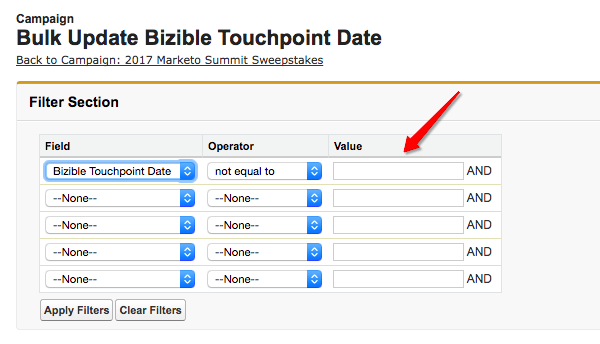 Campaign
Bulk Update Bizible Touchpoint Date
Back to Campaign: 2017 Marketo Summit Sweepstakes
Filter Section
Field Operator Value
Bizible Touchpoint Date not equal to AND
--None-- --None-- AND
--None-- --None-- AND
--None-- --None-- AND
--None-- --None-- AND
Apply Filters Clear Filters